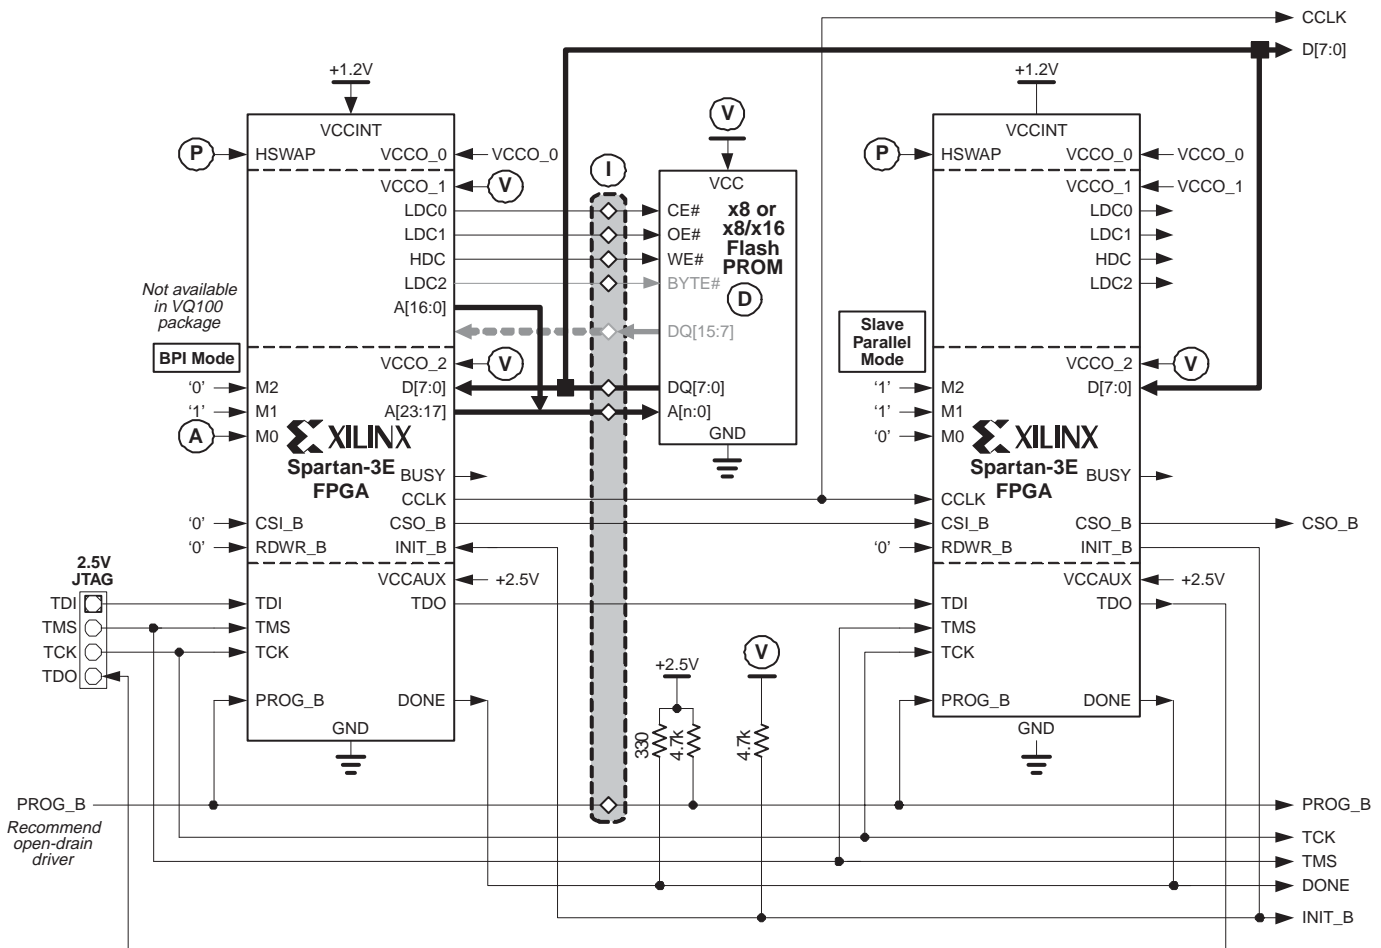 CCLK
D[7:0]
+1.2V
+1.2V
V
VCCINT
P
HSWAP
VCCO_0
VCCO_0
VCCO_1
V
LDC0
LDC1
HDC
LDC2
A[16:0]
Not available
in VQ100
package
BPI Mode
VCCO_2
V
'0'
M2
D[7:0]
'1'
M1
A[23:17]
A
M0
XILINX
Spartan-3E
FPGA
BUSY
CCLK
'0'
CSI_B
CSO_B
'0'
RDWR_B
INIT_B
VCCAUX
+2.5V
TDI
TDO
TMS
TCK
PROG_B
DONE
GND
I
VCC
CE#
OE#
WE#
BYTE#
x8 or
x8/x16
Flash
PROM
D
DQ[15:7]
DQ[7:0]
A[n:0]
GND
VCCINT
P
HSWAP
VCCO_0
VCCO_0
VCCO_1
VCCO_1
LDC0
LDC1
HDC
LDC2
Slave
Parallel
Mode
VCCO_2
V
'1'
M2
D[7:0]
'1'
M1
'0'
M0
XILINX
Spartan-3E
FPGA
BUSY
CCLK
CSI_B
CSO_B
CSO_B
'0'
RDWR_B
INIT_B
VCCAUX
+2.5V
TDI
TDO
TMS
TCK
PROG_B
DONE
GND
2.5V
JTAG
TDI
TMS
TCK
TDO
+2.5V
V
330
4.7k
4.7k
PROG_B
Recommend
open-drain
driver
PROG_B
TCK
TMS
DONE
INIT_B